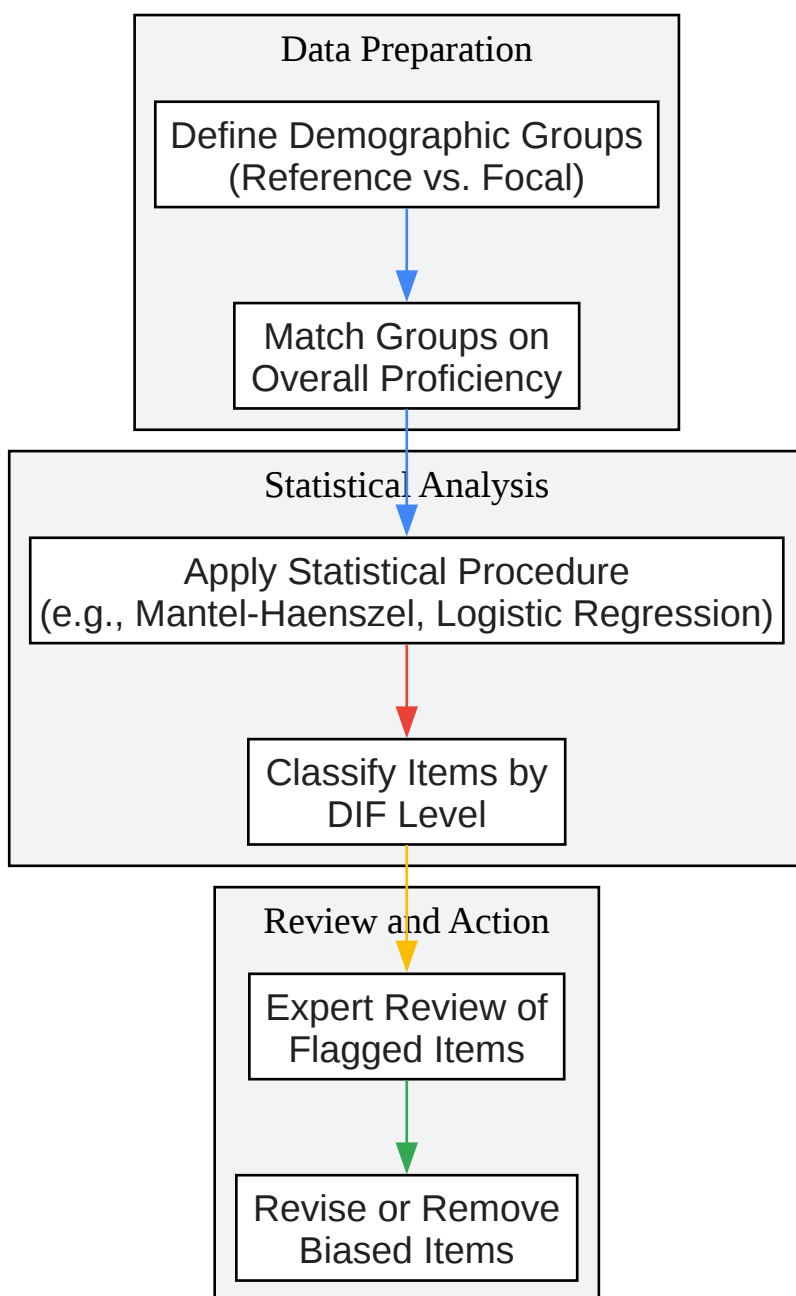 Data Preparation
Define Demographic Groups
(Reference vs. Focal)
Match Groups on
Overall Proficiency
Statistical Analysis
Apply Statistical Procedure
(e.g., Mantel-Haenszel, Logistic Regression)
Classify Items by
DIF Level
Review and Action
Expert Review of
Flagged Items
Revise or Remove
Biased Items